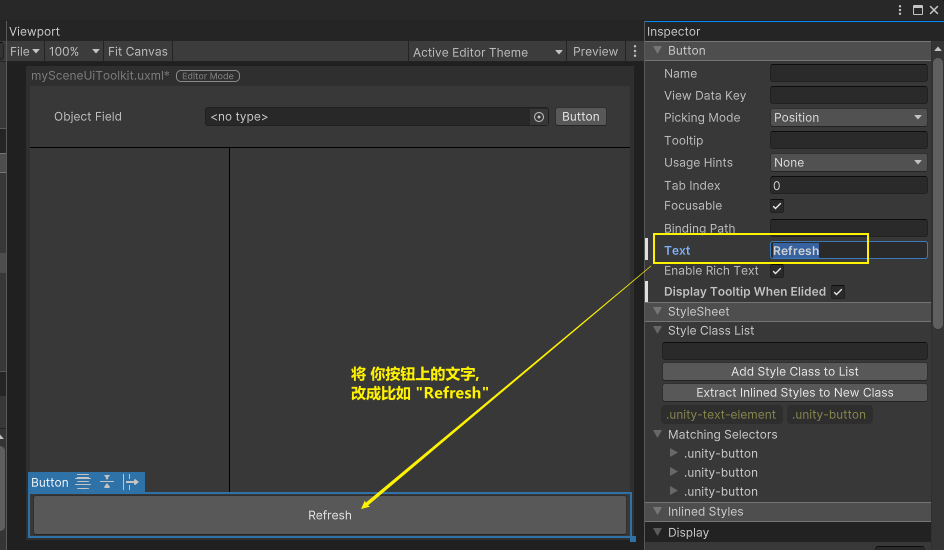 Viewport
File 100% Fit Canvas Active Editor Theme Preview
mySceneUiToolkit.uxml* Editor Mode
Object Field <no type> Button
将 你按钮上的文字,
改成比如 "Refresh"
Button
Refresh
Inspector
Button
Name
View Data Key
Picking Mode Position
Tooltip
Usage Hints None
Tab Index 0
Focusable
Binding Path
Text Refresh
Enable Rich Text
Display Tooltip When Elided
StyleSheet
Style Class List
Add Style Class to List
Extract Inlined Styles to New Class
.unity-text-element .unity-button
Matching Selectors
.unity-button
.unity-button
.unity-button
Inlined Styles
Display